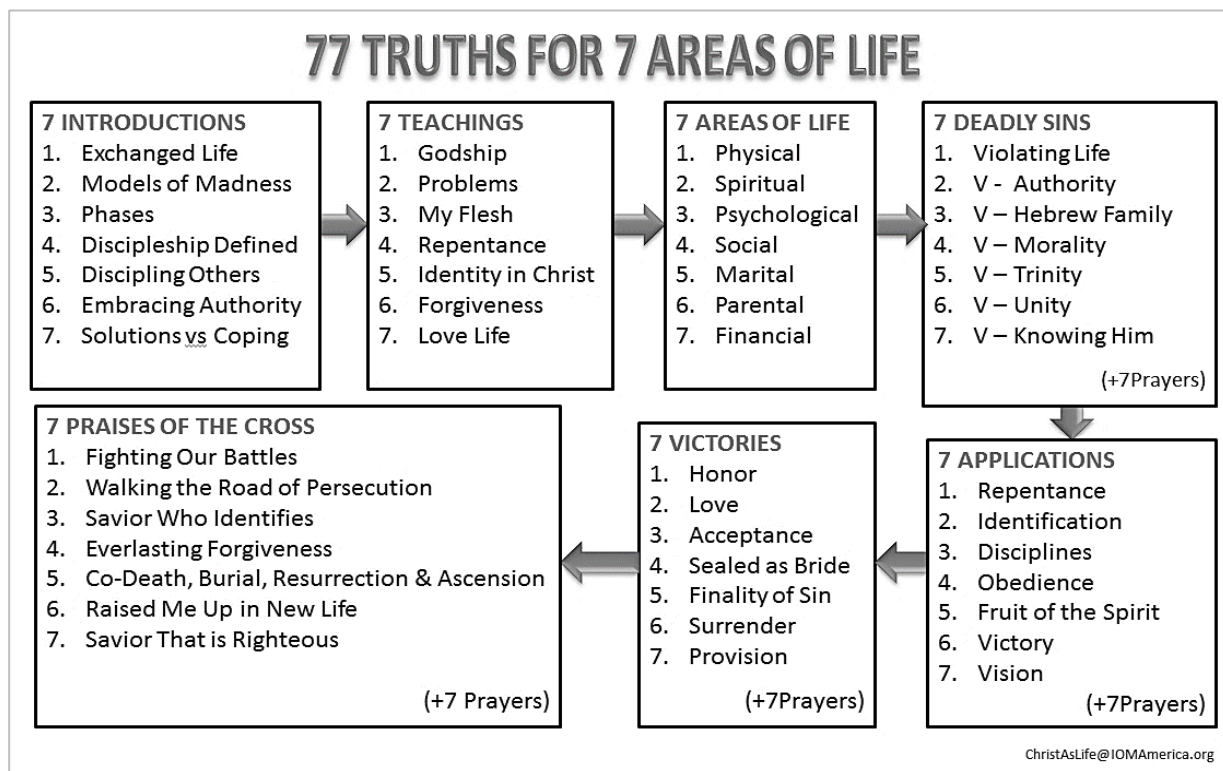 77 TRUTHS FOR 7 AREAS OF LIFE
7 INTRODUCTIONS
1. Exchanged Life
2. Models of Madness
3. Phases
4. Discipleship Defined
5. Discipling Others
6. Embracing Authority
7. Solutions vs Coping
7 TEACHINGS
1. Godship
2. Problems
3. My Flesh
4. Repentance
5. Identity in Christ
6. Forgiveness
7. Love Life
7 AREAS OF LIFE
1. Physical
2. Spiritual
3. Psychological
4. Social
5. Marital
6. Parental
7. Financial
7 DEADLY SINS
1. Violating Life
2. V - Authority
3. V – Hebrew Family
4. V – Morality
5. V – Trinity
6. V – Unity
7. V – Knowing Him
(+7Prayers)
7 APPLICATIONS
1. Repentance
2. Identification
3. Disciplines
4. Obedience
5. Fruit of the Spirit
6. Victory
7. Vision
(+7Prayers)
7 VICTORIES
1. Honor
2. Love
3. Acceptance
4. Sealed as Bride
5. Finality of Sin
6. Surrender
7. Provision
(+7Prayers)
7 PRAISES OF THE CROSS
1. Fighting Our Battles
2. Walking the Road of Persecution
3. Savior Who Identifies
4. Everlasting Forgiveness
5. Co-Death, Burial, Resurrection & Ascension
6. Raised Me Up in New Life
7. Savior That is Righteous
(+7 Prayers)
ChristAsLife@IOMAmerica.org